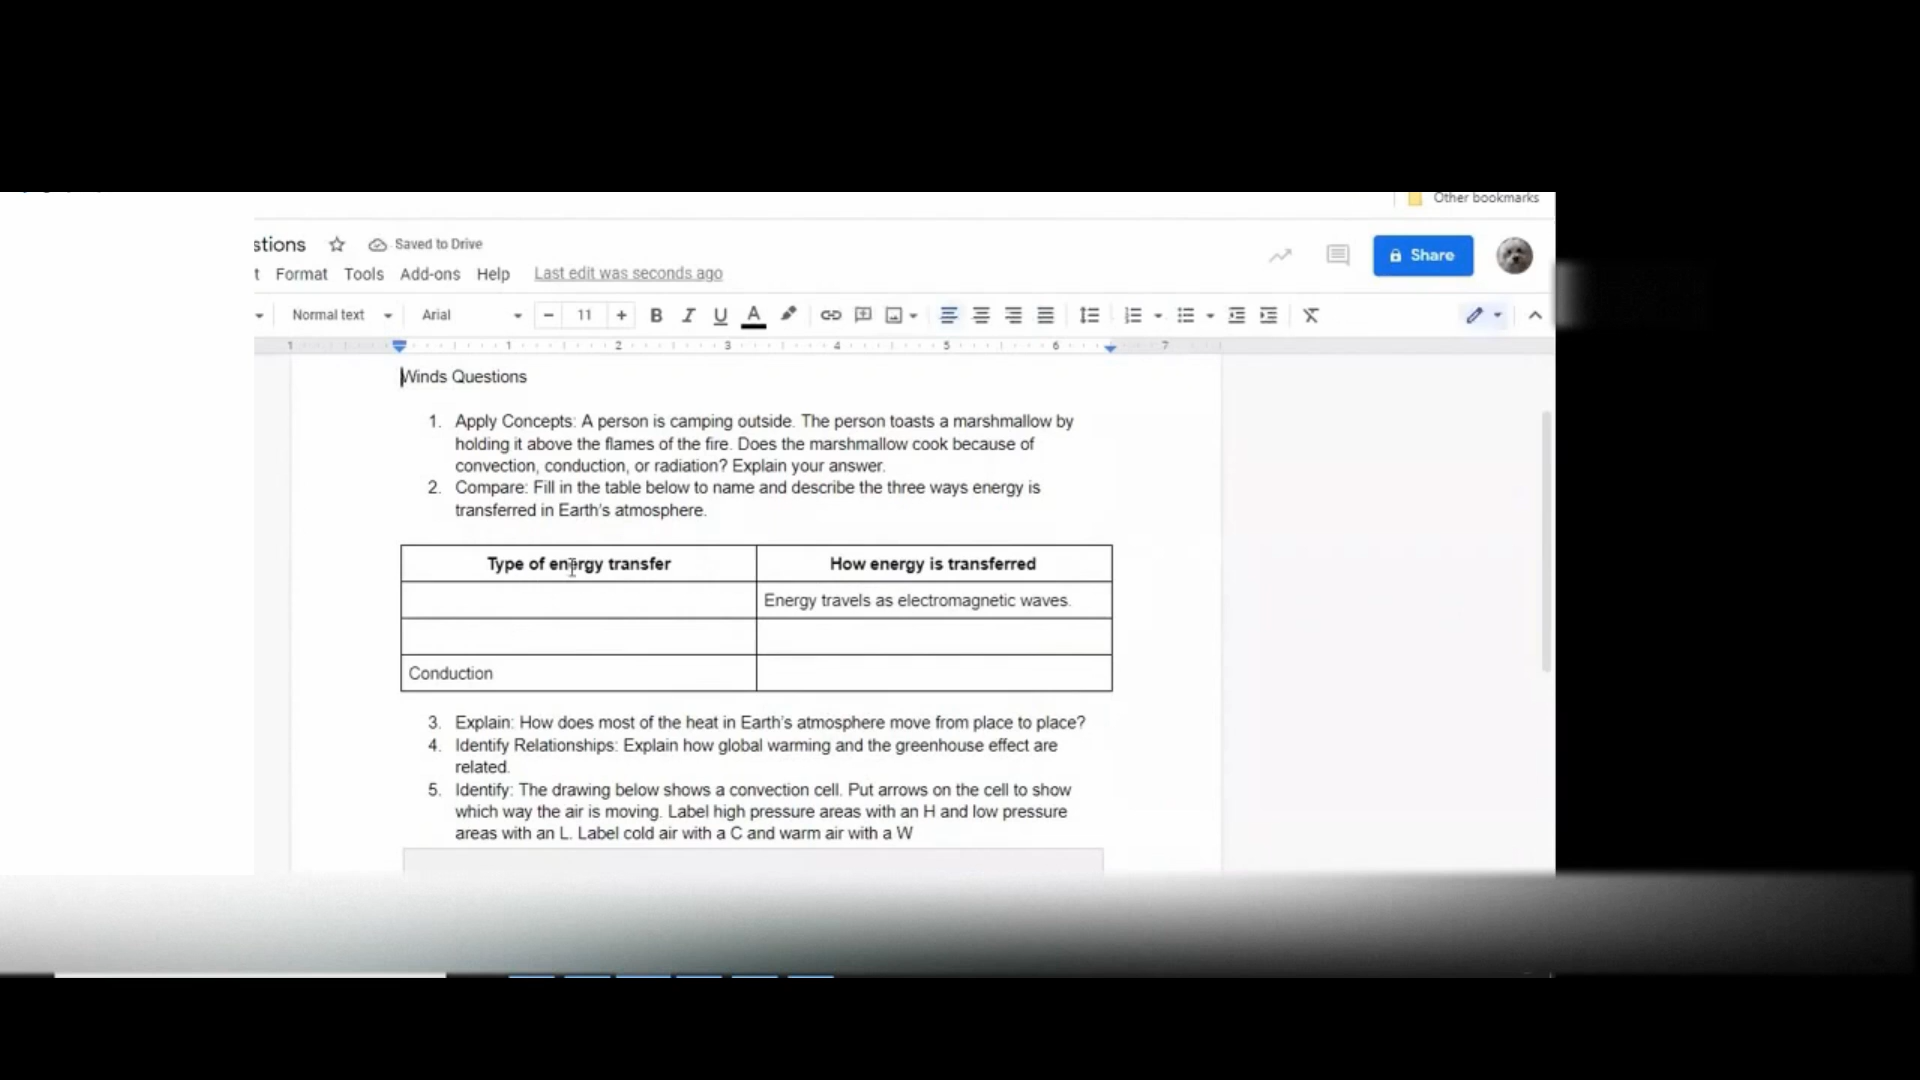 Other bookmarks
stions Saved to Drive
t Format Tools Add-ons Help Last edit was seconds ago
Share
Normal text Arial - 11 + B I U A
1 1 2 3 4 5 6 7
Winds Questions
1. Apply Concepts: A person is camping outside. The person toasts a marshmallow by
holding it above the flames of the fire. Does the marshmallow cook because of
convection, conduction, or radiation? Explain your answer.
2. Compare: Fill in the table below to name and describe the three ways energy is
transferred in Earth's atmosphere.
Type of energy transfer How energy is transferred
Energy travels as electromagnetic waves.
Conduction
3. Explain: How does most of the heat in Earth's atmosphere move from place to place?
4. Identify Relationships: Explain how global warming and the greenhouse effect are
related.
5. Identify: The drawing below shows a convection cell. Put arrows on the cell to show
which way the air is moving. Label high pressure areas with an H and low pressure
areas with an L. Label cold air with a C and warm air with a W